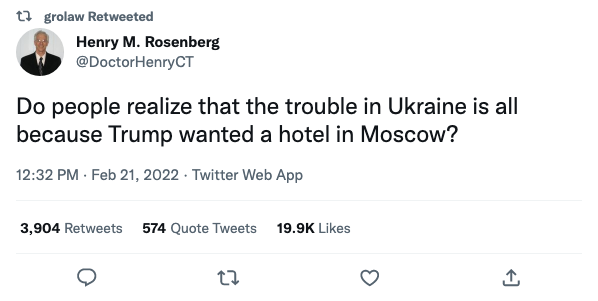 grolaw Retweeted
Henry M. Rosenberg
@DoctorHenryCT
Do people realize that the trouble in Ukraine is all
because Trump wanted a hotel in Moscow?
12:32 PM · Feb 21, 2022 · Twitter Web App
3,904 Retweets 574 Quote Tweets 19.9K Likes